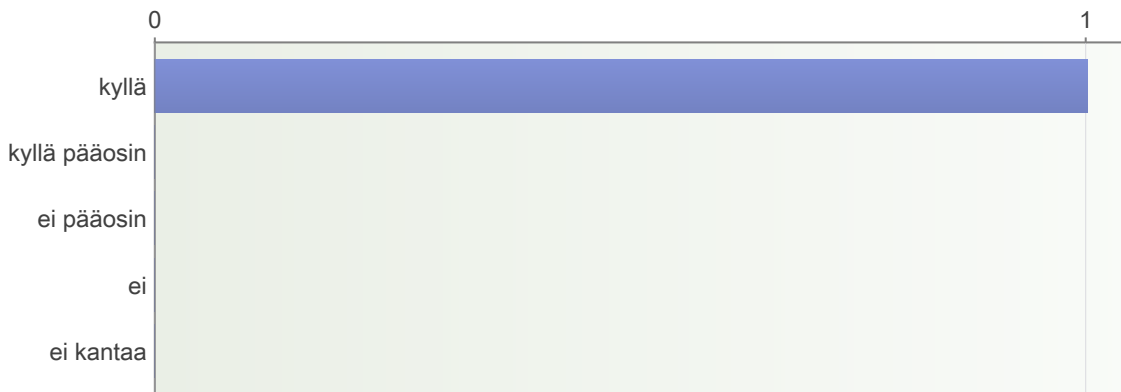 0 1
kyllä
kyllä pääosin
ei pääosin
ei
ei kantaa